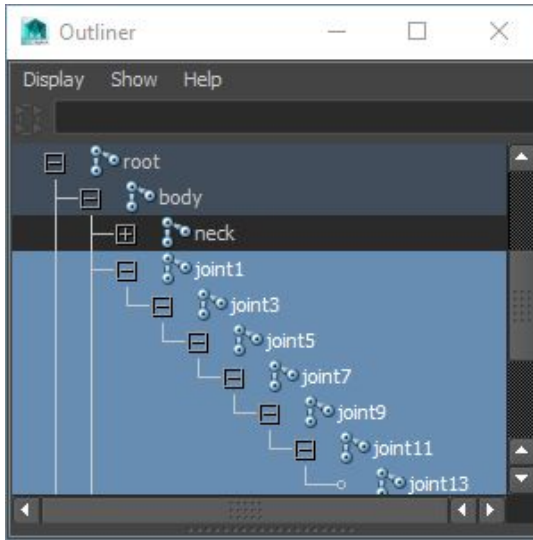 Outliner
Display Show Help
root
body
neck
joint1
joint3
joint5
joint7
joint9
joint11
joint13